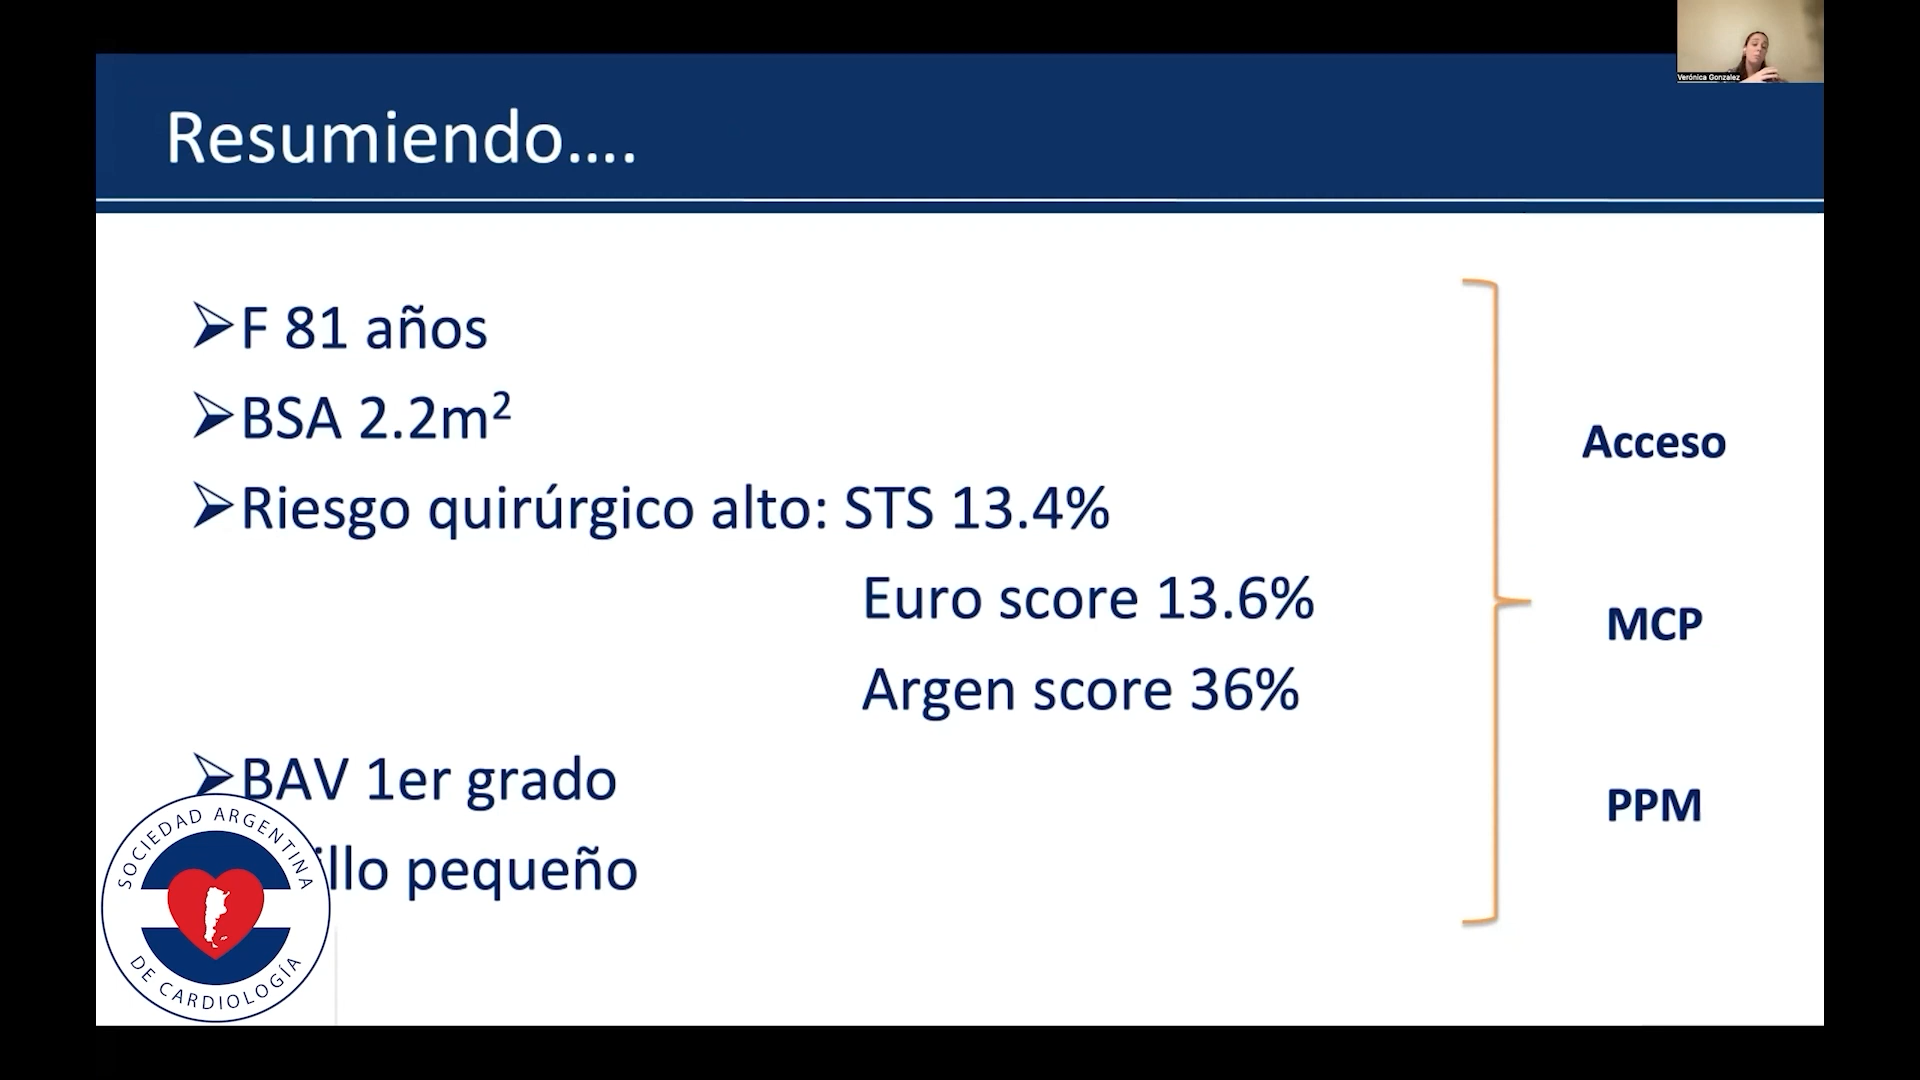 Verónica Gonzalez
Resumiendo....
➢F 81 años
➢BSA 2.2m²
➢Riesgo quirúrgico alto: STS 13.4%
Euro score 13.6%
Argen score 36%
➢BAV 1er grado
pequeño
Acceso
MCP
PPM
SOCIEDAD ARGENTINA
DE CARDIOLOGÍA